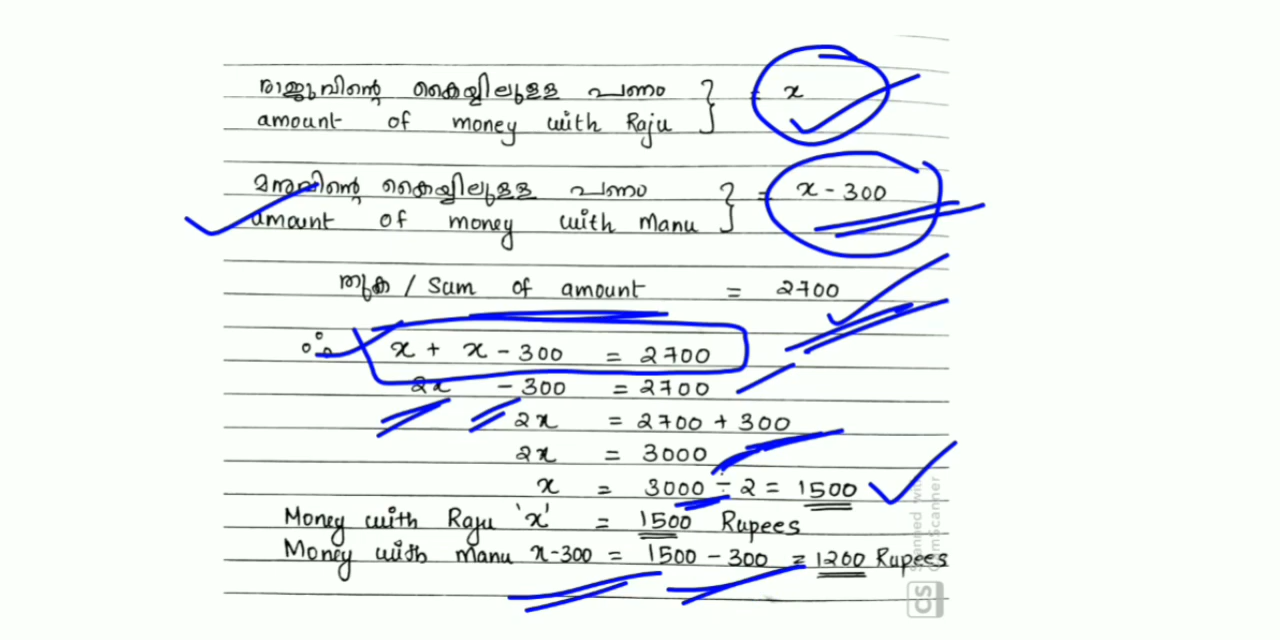 രാജുവിന്റെ കൈയ്യിലുള്ള പണം
amount of money with Raju } = x
മനുവിന്റെ കൈയ്യിലുള്ള പണം
amount of money with Manu } = x - 300
തുക / Sum of amount = 2700
∴ x + x - 300 = 2700
2x - 300 = 2700
2x = 2700 + 300
2x = 3000
x = 3000 ÷ 2 = 1500
Money with Raju 'x' = 1500 Rupees
Money with Manu x-300 = 1500 - 300 = 1200 Rupees
CS
CamScanner